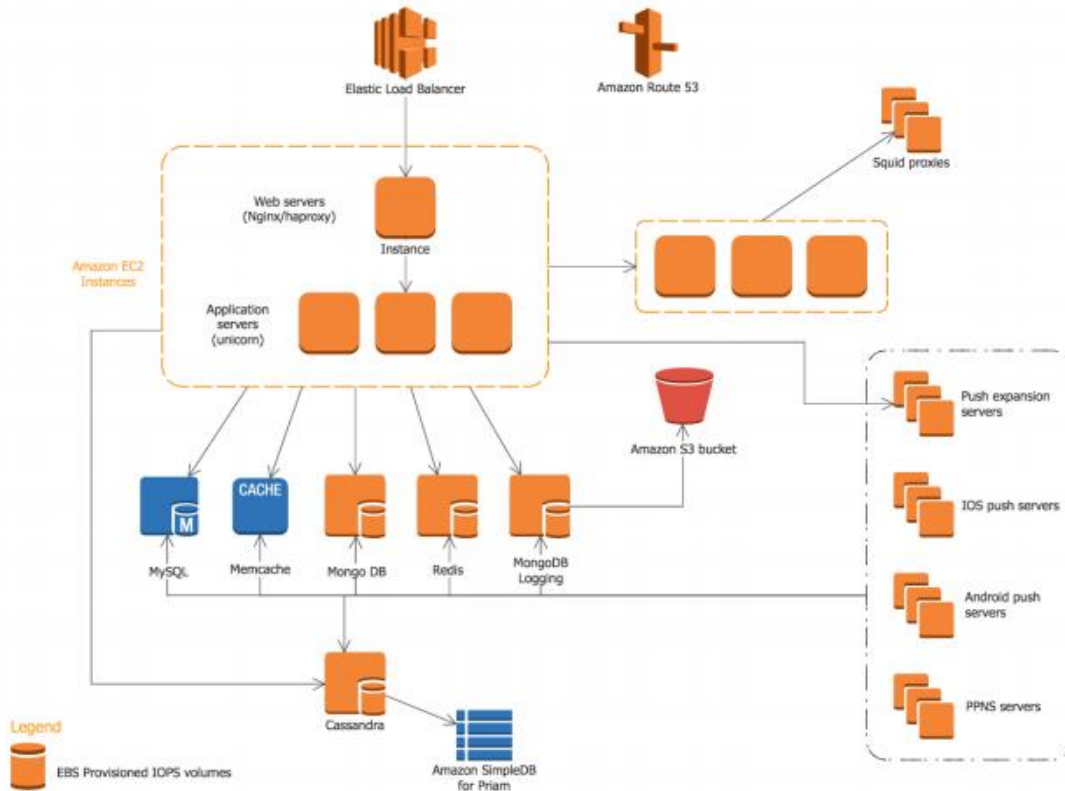 Elastic Load Balancer
Amazon Route 53
Squid proxies
Web servers
(Nginx/haproxy)
Instance
Amazon EC2
Instances
Application
servers
(unicorn)
Push expansion
servers
Amazon S3 bucket
CACHE
M
IOS push servers
MySQL
Memcache
Mongo DB
Redis
MongoDB
Logging
Android push
servers
Cassandra
PPNS servers
Legend
EBS Provisioned IOPS volumes
Amazon SimpleDB
for Priam